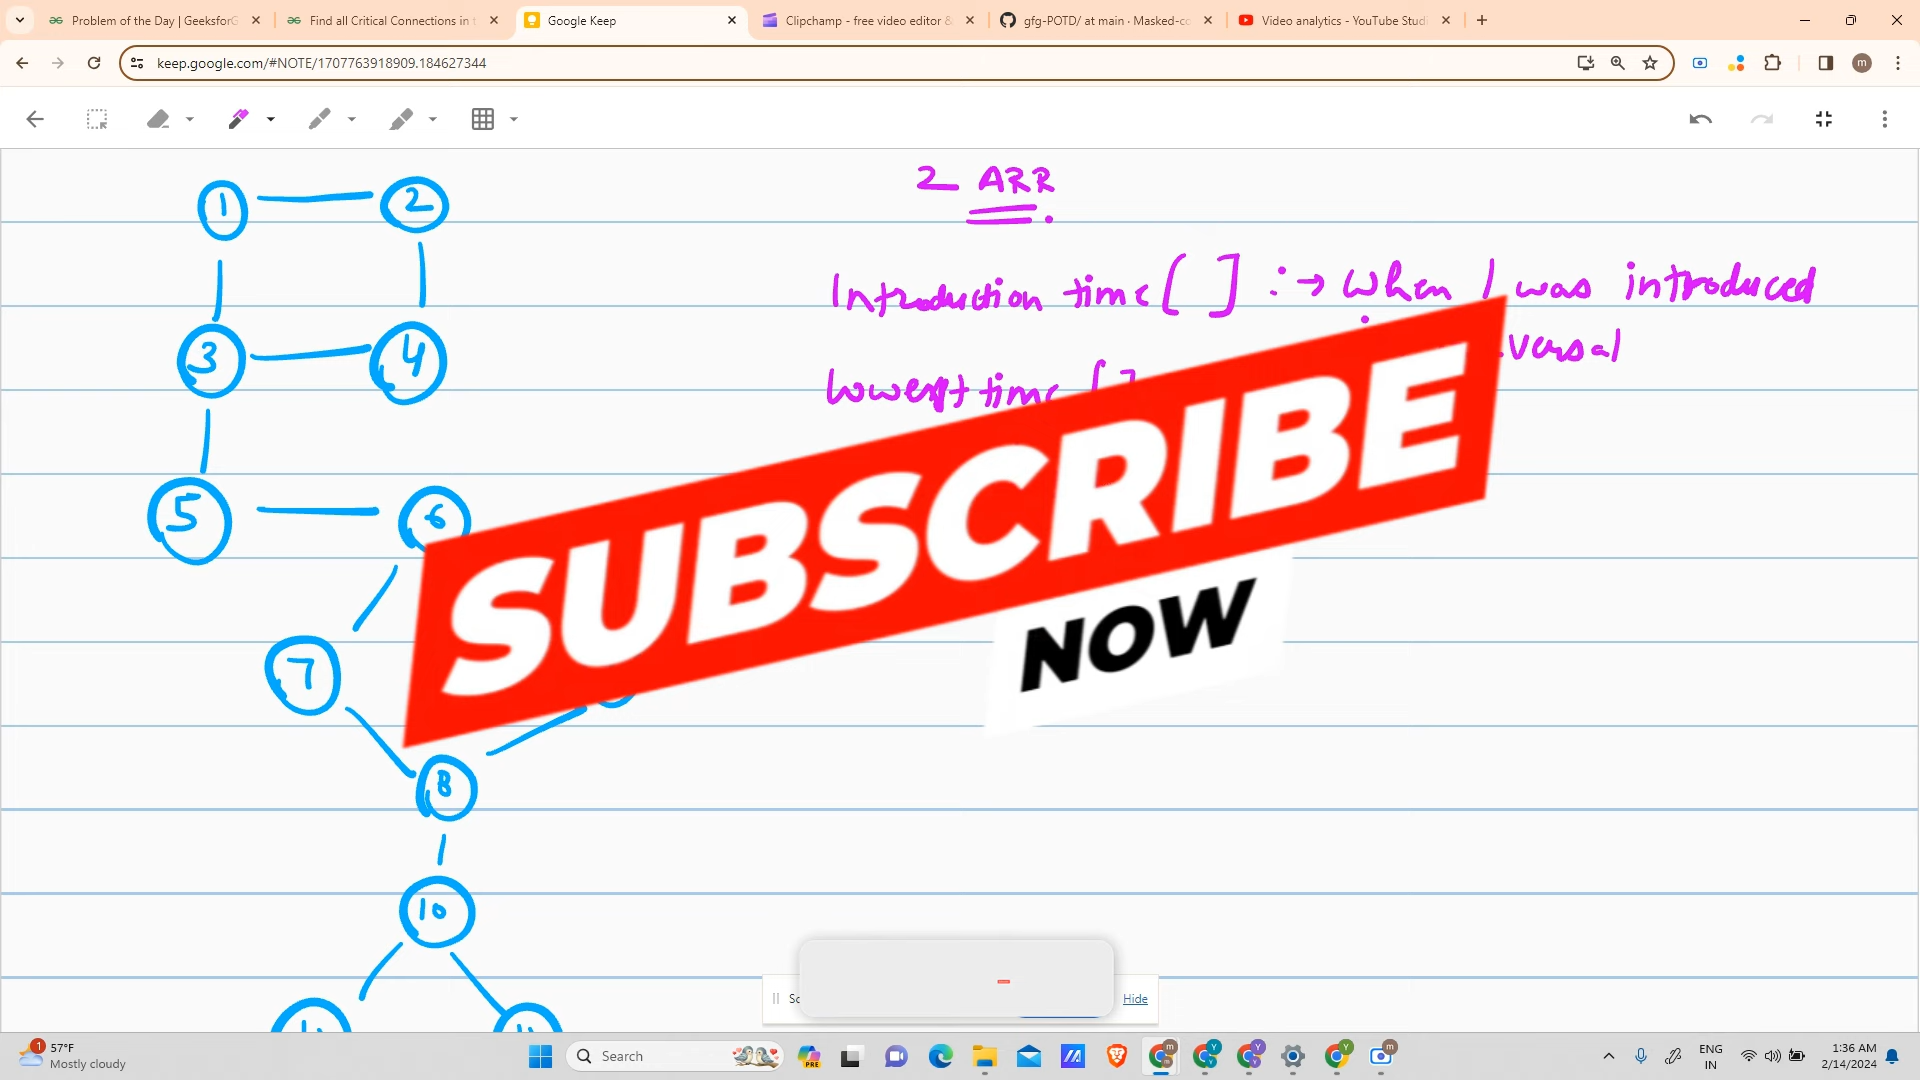 Problem of the Day | GeeksforG
Find all Critical Connections in t
Google Keep
Clipchamp - free video editor &
gfg-POTD/ at main · Masked-co
Video analytics - YouTube Stud
keep.google.com/#NOTE/1707763918909.184627344
m
2 ARR
1
2
Introduction time [ ] :→ When I was introduced
versal
3
4
lowest time [ ]
SUBSCRIBE
NOW
5
6
7
8
10
Hide
1
57°F
Mostly cloudy
Search
PRE
ENG
IN
1:36 AM
2/14/2024